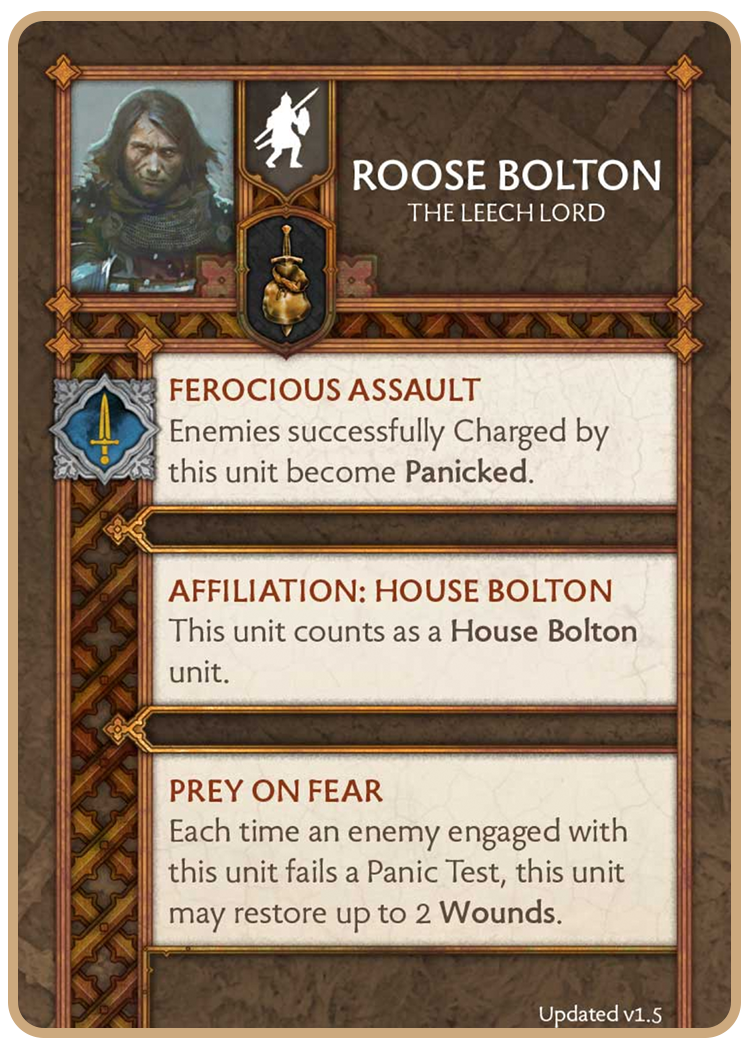 ROOSE BOLTON
THE LEECH LORD
FEROCIOUS ASSAULT
Enemies successfully Charged by
this unit become Panicked.
AFFILIATION: HOUSE BOLTON
This unit counts as a House Bolton
unit.
PREY ON FEAR
Each time an enemy engaged with
this unit fails a Panic Test, this unit
may restore up to 2 Wounds.
Updated v1.5